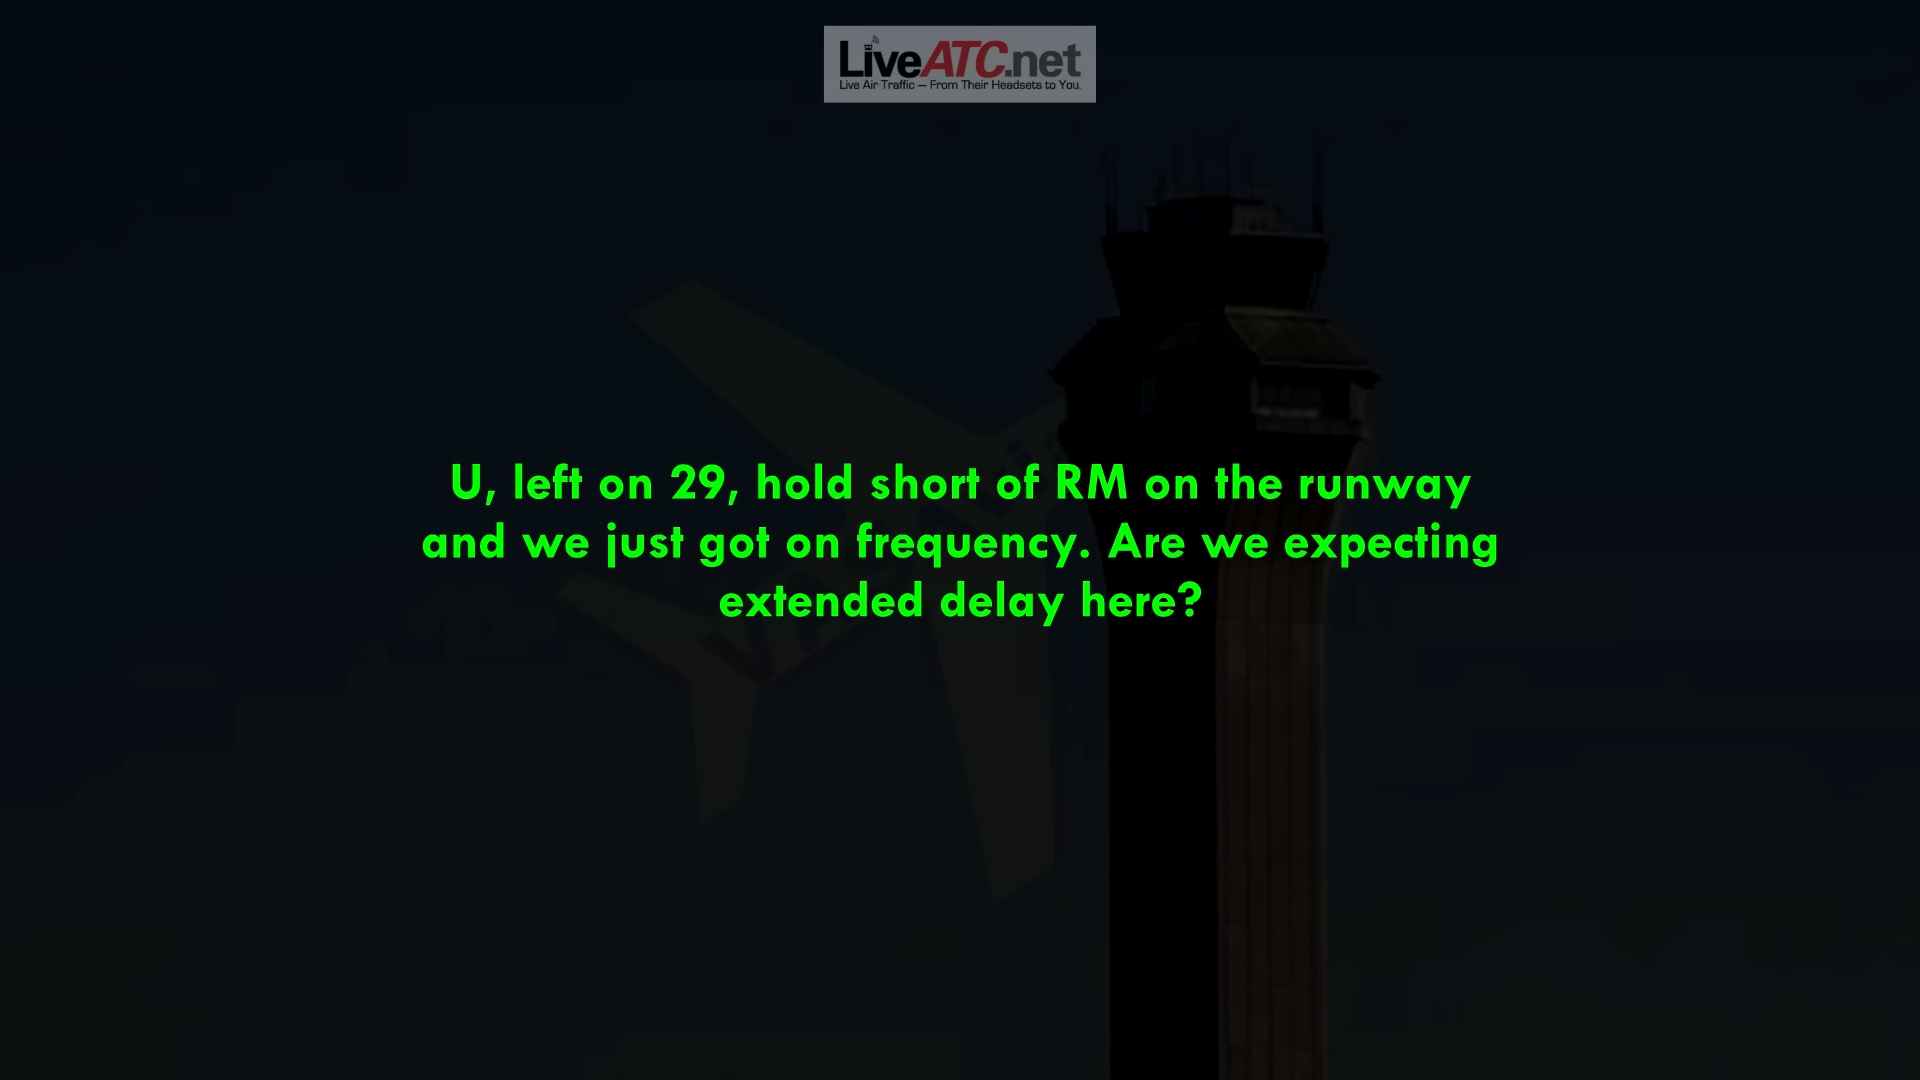 LiveATC.net
Live Air Traffic — From Their Headsets to You.
U, left on 29, hold short of RM on the runway
and we just got on frequency. Are we expecting
extended delay here?